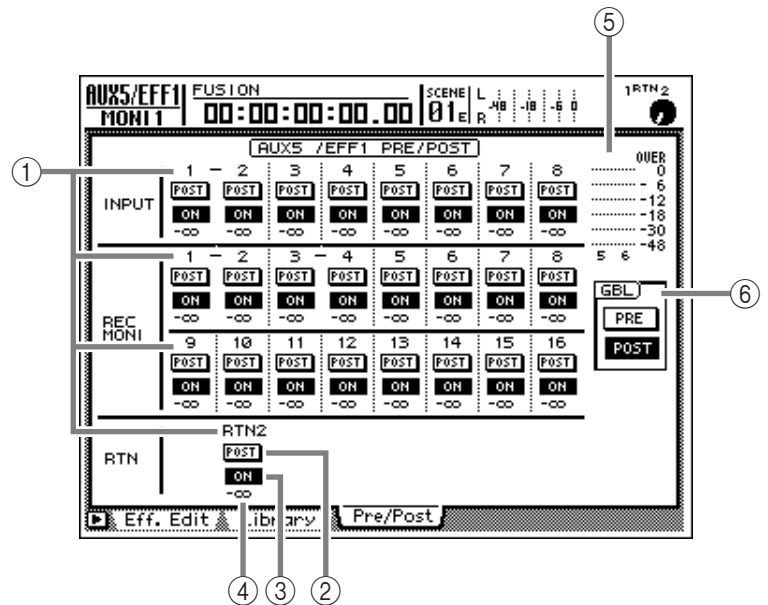 ⑤
AUX5/EFF1 FUSION SCENE L -48 -18 -6 0 1RTN2
MONI1 00:00:00:00.00 01E R
AUX5 /EFF1 PRE/POST
OVER
① 1 - 2 3 4 5 6 7 8 0
INPUT POST POST POST POST POST POST POST POST - 6
ON ON ON ON ON ON ON ON -12
-∞ -∞ -∞ -∞ -∞ -∞ -∞ -∞ -18
-30
-48
1 - 2 3 - 4 5 6 7 8 5 6
POST POST POST POST POST POST POST POST
ON ON ON ON ON ON ON ON GBL ⑥
-∞ -∞ -∞ -∞ -∞ -∞ -∞ -∞ PRE
REC
MONI
9 10 11 12 13 14 15 16 POST
POST POST POST POST POST POST POST POST
ON ON ON ON ON ON ON ON
-∞ -∞ -∞ -∞ -∞ -∞ -∞ -∞
RTN2
RTN POST
ON
-∞
Eff. Edit Pre/Post
④ ③ ②